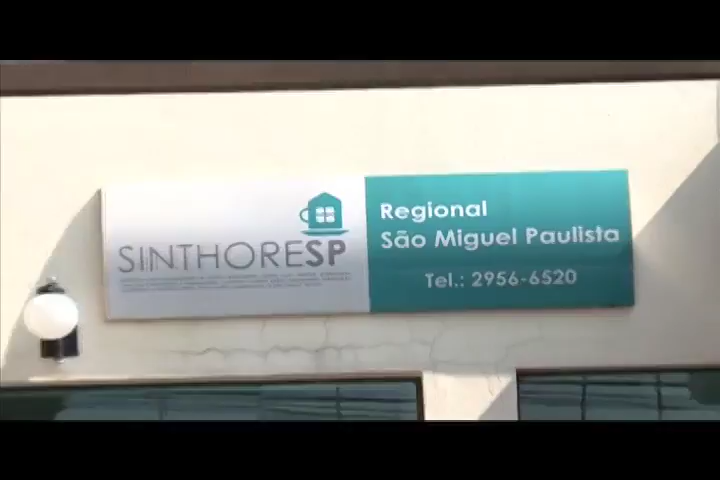 SINTHORESP
Regional
São Miguel Paulista
Tel.: 2956-6520